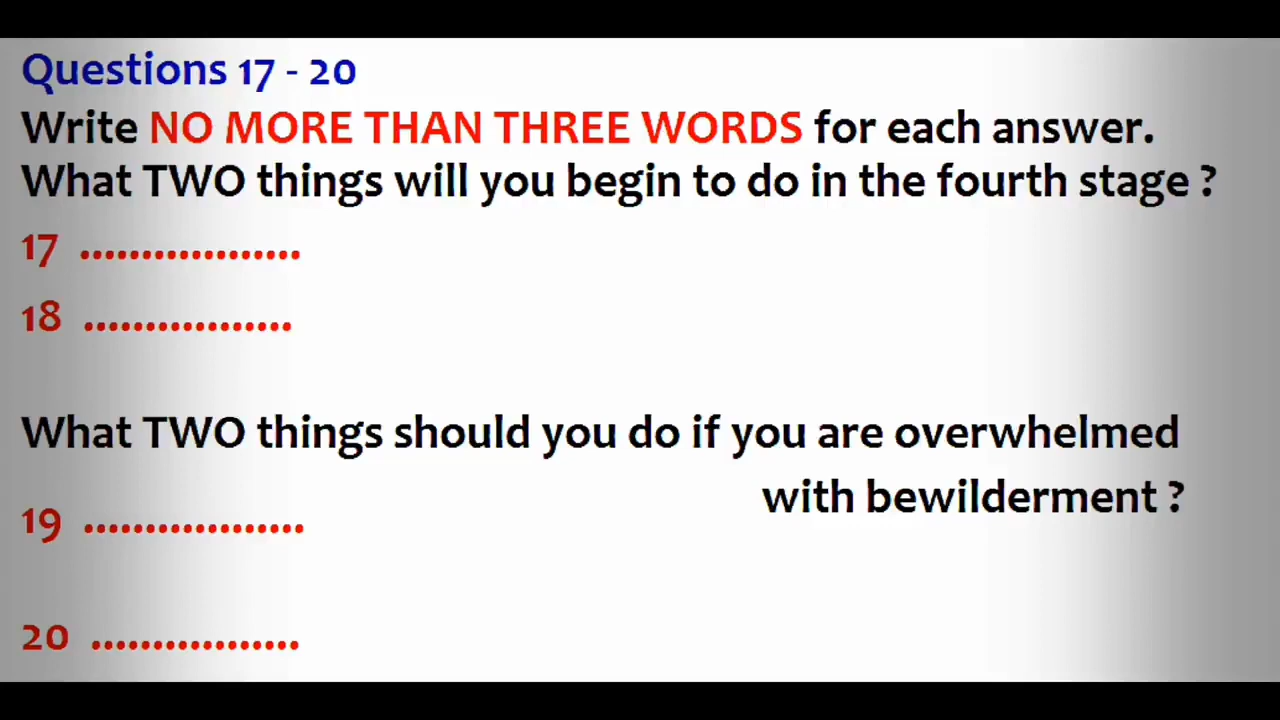 Questions 17 - 20
Write NO MORE THAN THREE WORDS for each answer.
What TWO things will you begin to do in the fourth stage ?
17 ..................
18 .................
What TWO things should you do if you are overwhelmed
with bewilderment ?
19 ..................
20 .................